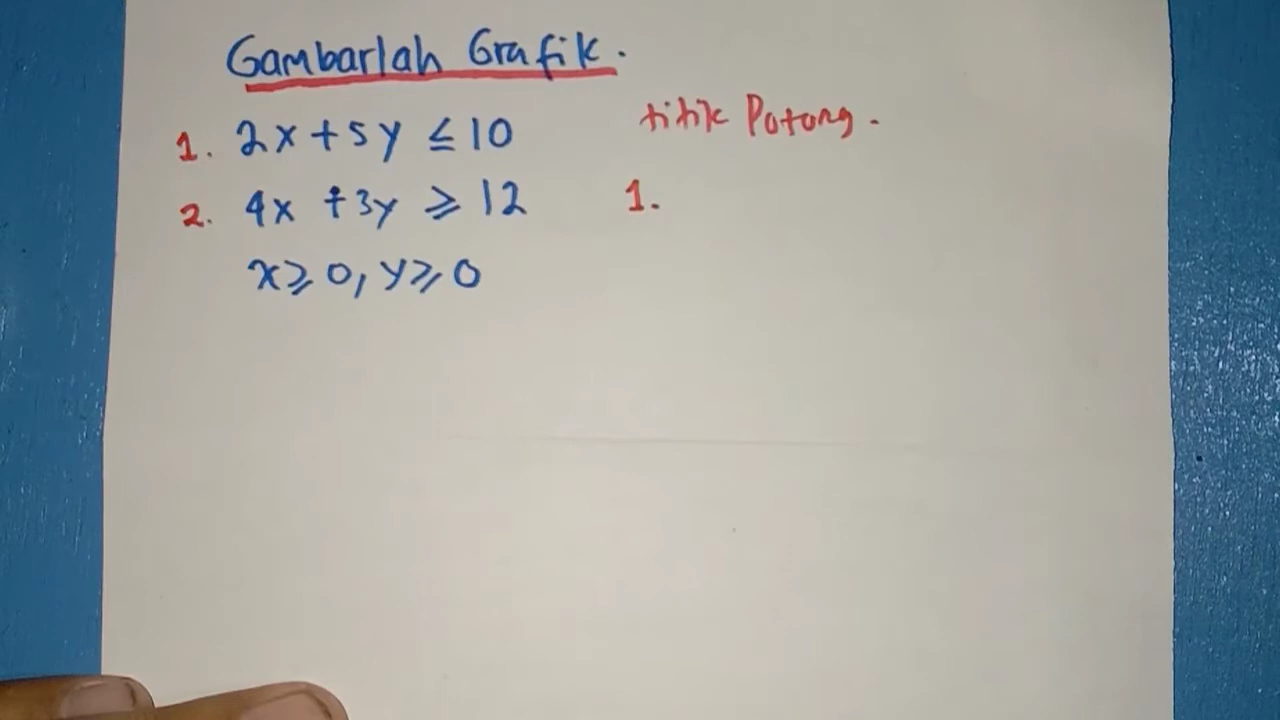 Gambarlah Grafik.
1. 2x + 5y ≤ 10
2. 4x + 3y ≥ 12
x ≥ 0, y ≥ 0
titik Potong.
1.